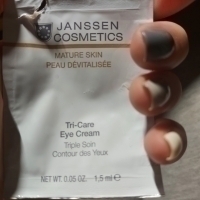 JANSSEN
COSMETICS
MATURE SKIN
PEAU DÉVITALISÉE
Tri-Care
Eye Cream
Triple Soin
Contour des Yeux
NET WT. 0.05 OZ. 1,5 ml ℮